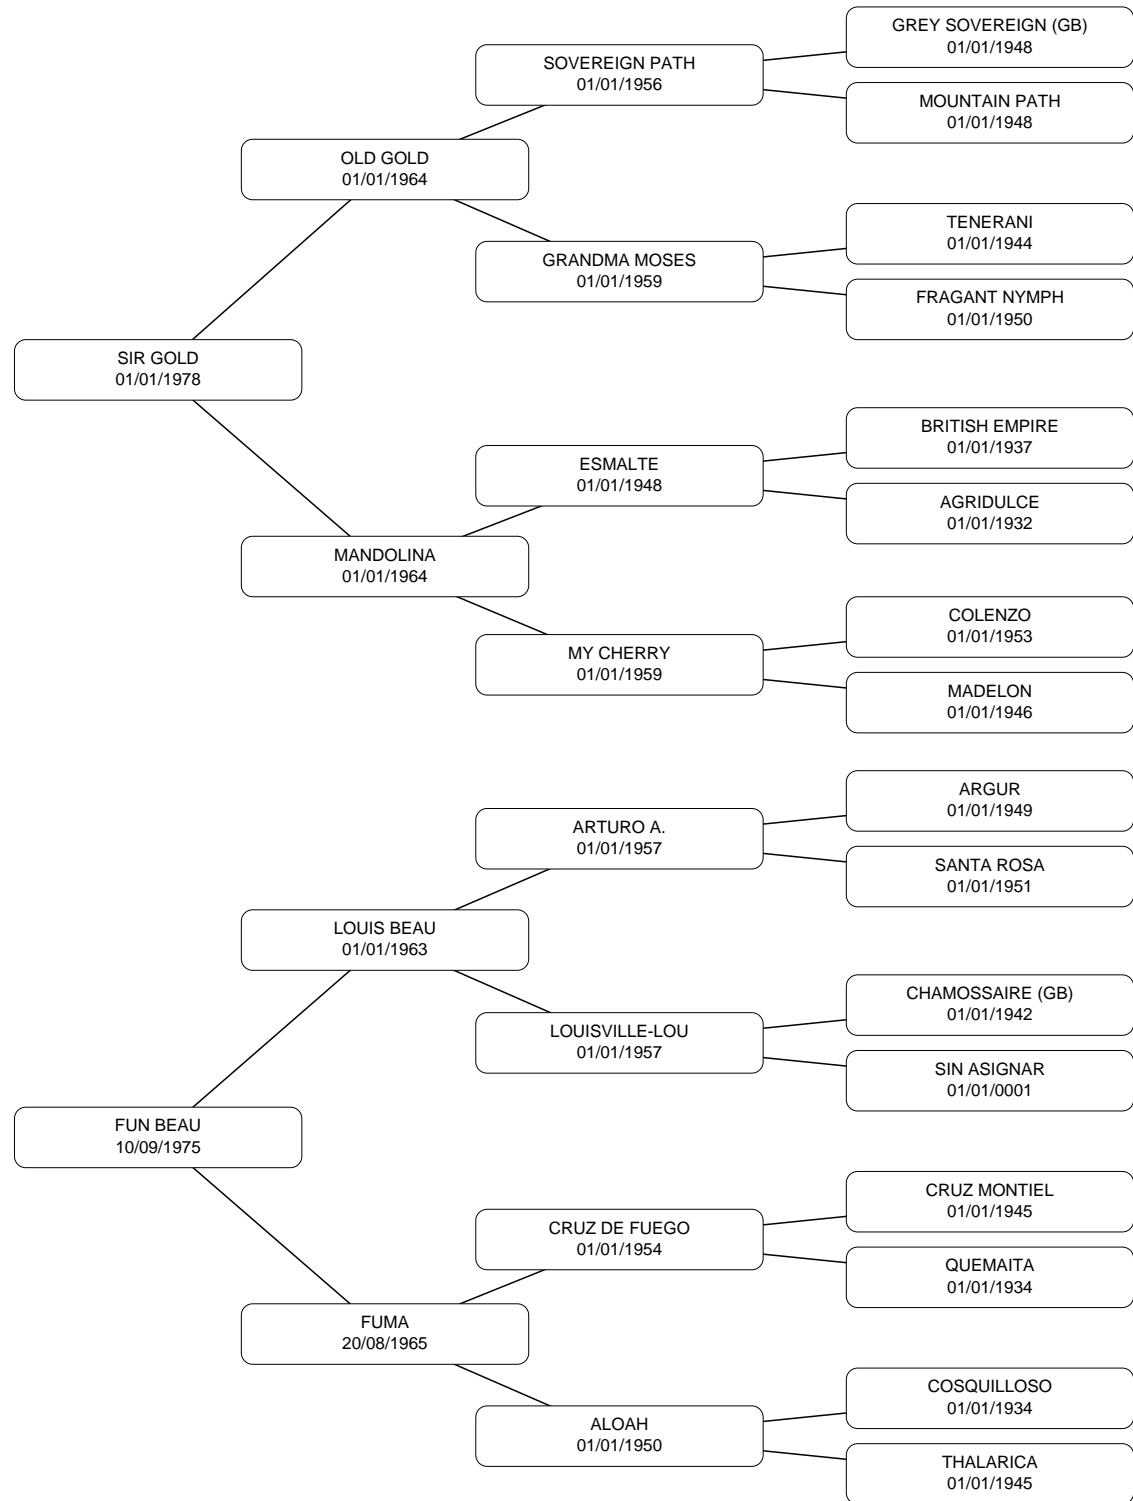 GREY SOVEREIGN (GB)
01/01/1948
SOVEREIGN PATH
01/01/1956
MOUNTAIN PATH
01/01/1948
OLD GOLD
01/01/1964
TENERANI
01/01/1944
GRANDMA MOSES
01/01/1959
FRAGANT NYMPH
01/01/1950
SIR GOLD
01/01/1978
BRITISH EMPIRE
01/01/1937
ESMALTE
01/01/1948
AGRIDULCE
01/01/1932
MANDOLINA
01/01/1964
COLENZO
01/01/1953
MY CHERRY
01/01/1959
MADELON
01/01/1946
ARGUR
01/01/1949
ARTURO A.
01/01/1957
SANTA ROSA
01/01/1951
LOUIS BEAU
01/01/1963
CHAMOSSAIRE (GB)
01/01/1942
LOUISVILLE-LOU
01/01/1957
SIN ASIGNAR
01/01/0001
FUN BEAU
10/09/1975
CRUZ MONTIEL
01/01/1945
CRUZ DE FUEGO
01/01/1954
QUEMAITA
01/01/1934
FUMA
20/08/1965
COSQUILLOSO
01/01/1934
ALOAH
01/01/1950
THALARICA
01/01/1945